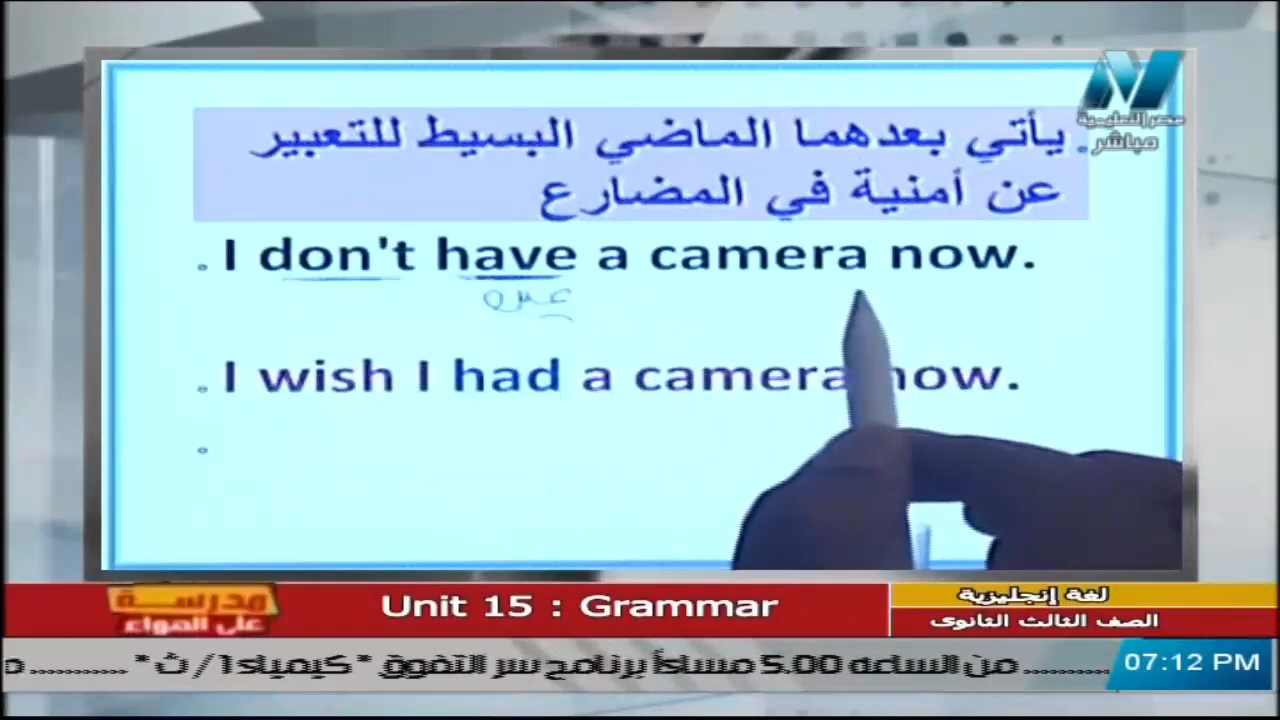 مصر التعليمية
مباشر
يأتي بعدهما الماضي البسيط للتعبير
عن أمنية في المضارع
I don't have a camera now.
I wish I had a camera now.
مدرسة
على الهواء
Unit 15 : Grammar
لغة إنجليزية
الصف الثالث الثانوى
من الساعه 5.00 مساءاً برنامج سر التفوق " كيمياء ١/ ث"
07:12 PM